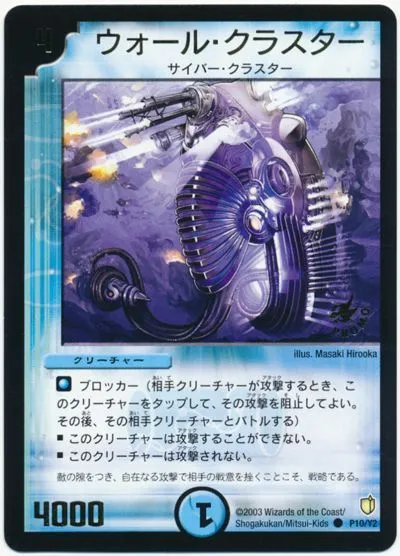 4
ウォール・クラスター
サイバー・クラスター
PROMO
illus. Masaki Hirooka
クリーチャー
ブロッカー（相手クリーチャーが攻撃するとき、こ
のクリーチャーをタップして、その攻撃を阻止してよい。
その後、その相手クリーチャーとバトルする）
■ このクリーチャーは攻撃することができない。
■ このクリーチャーは攻撃されない。
敵の隙をつき、自在なる攻撃で相手の戦意を挫くことこそ、戦略である。
4000
1
©2003 Wizards of the Coast/
Shogakukan/Mitsui-Kids
P10/Y2